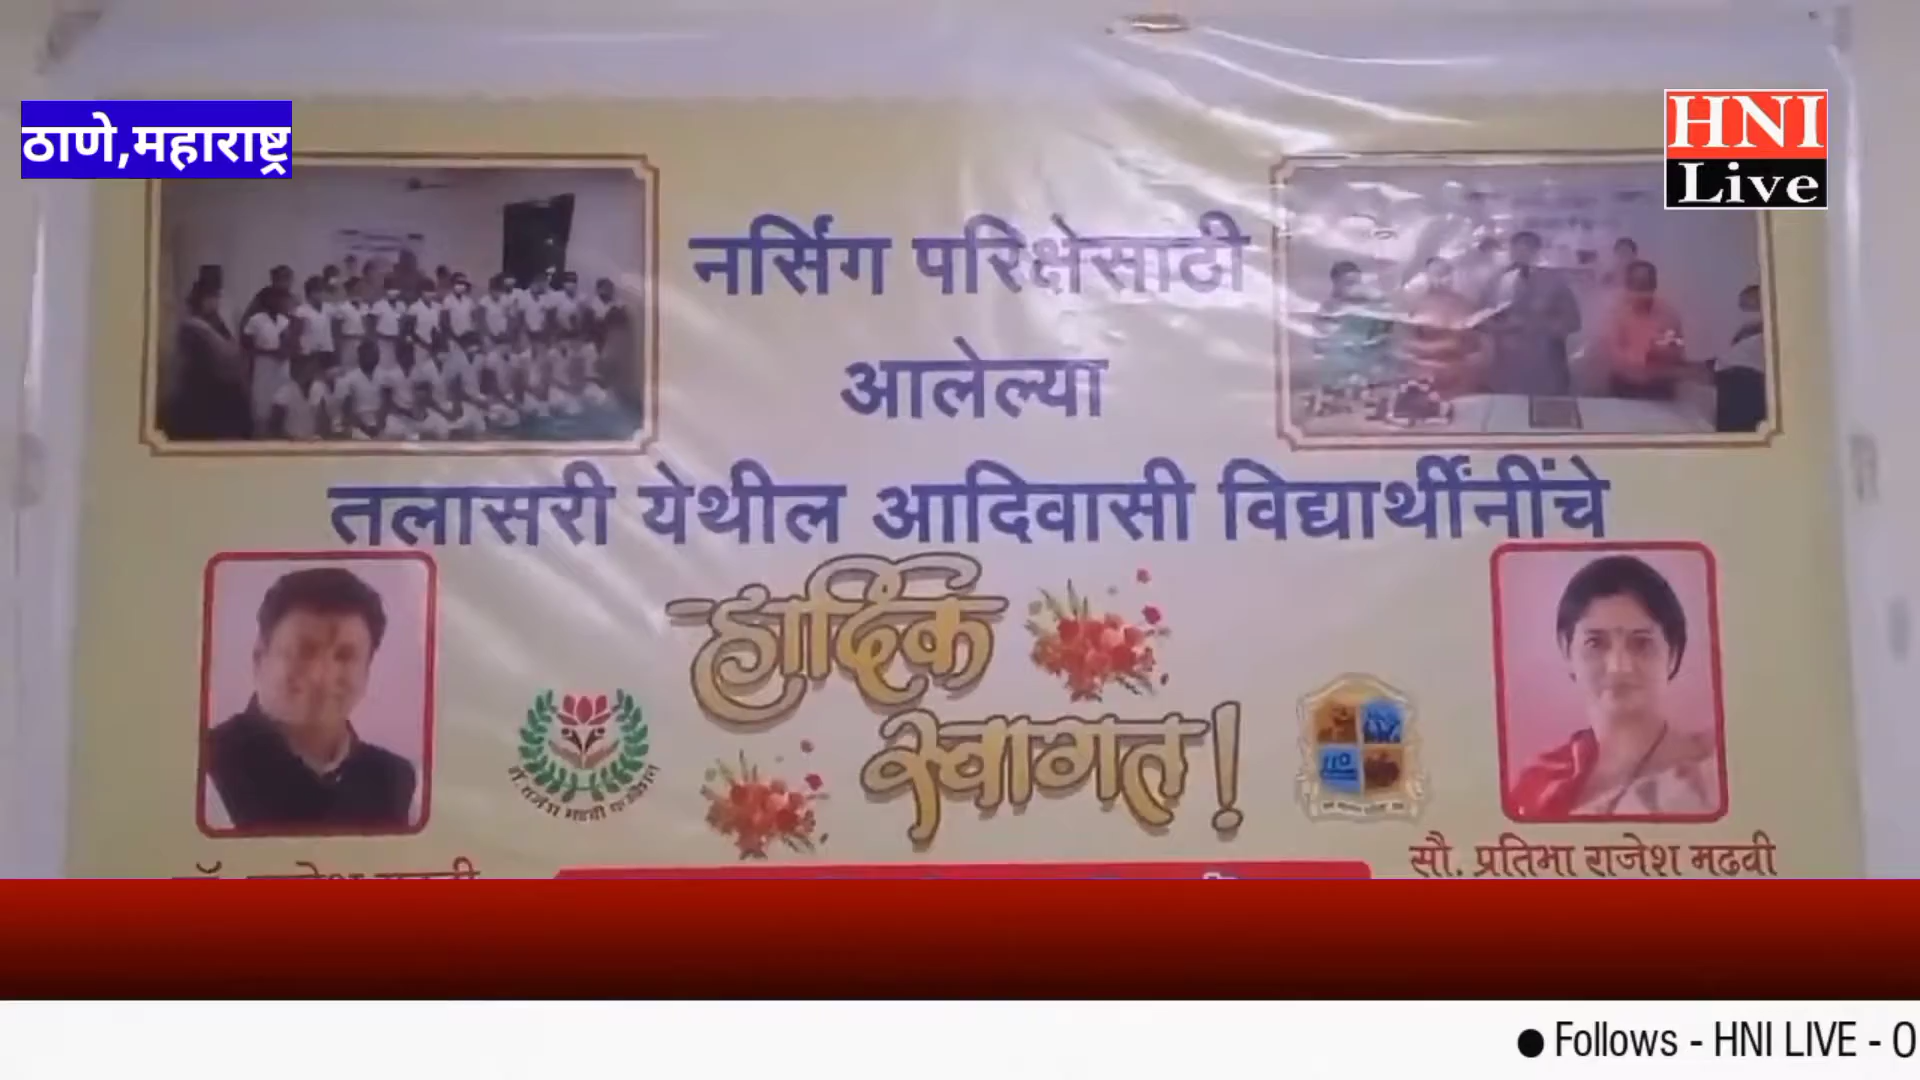 ठाणे,महाराष्ट्र
HNI
Live
नर्सिंग परिक्षेसाठी
आलेल्या
तलासरी येथील आदिवासी विद्यार्थीनींचे
हार्दिक
स्वागत!
सौ. प्रतिभा राजेश मढवी
● Follows - HNI LIVE - O